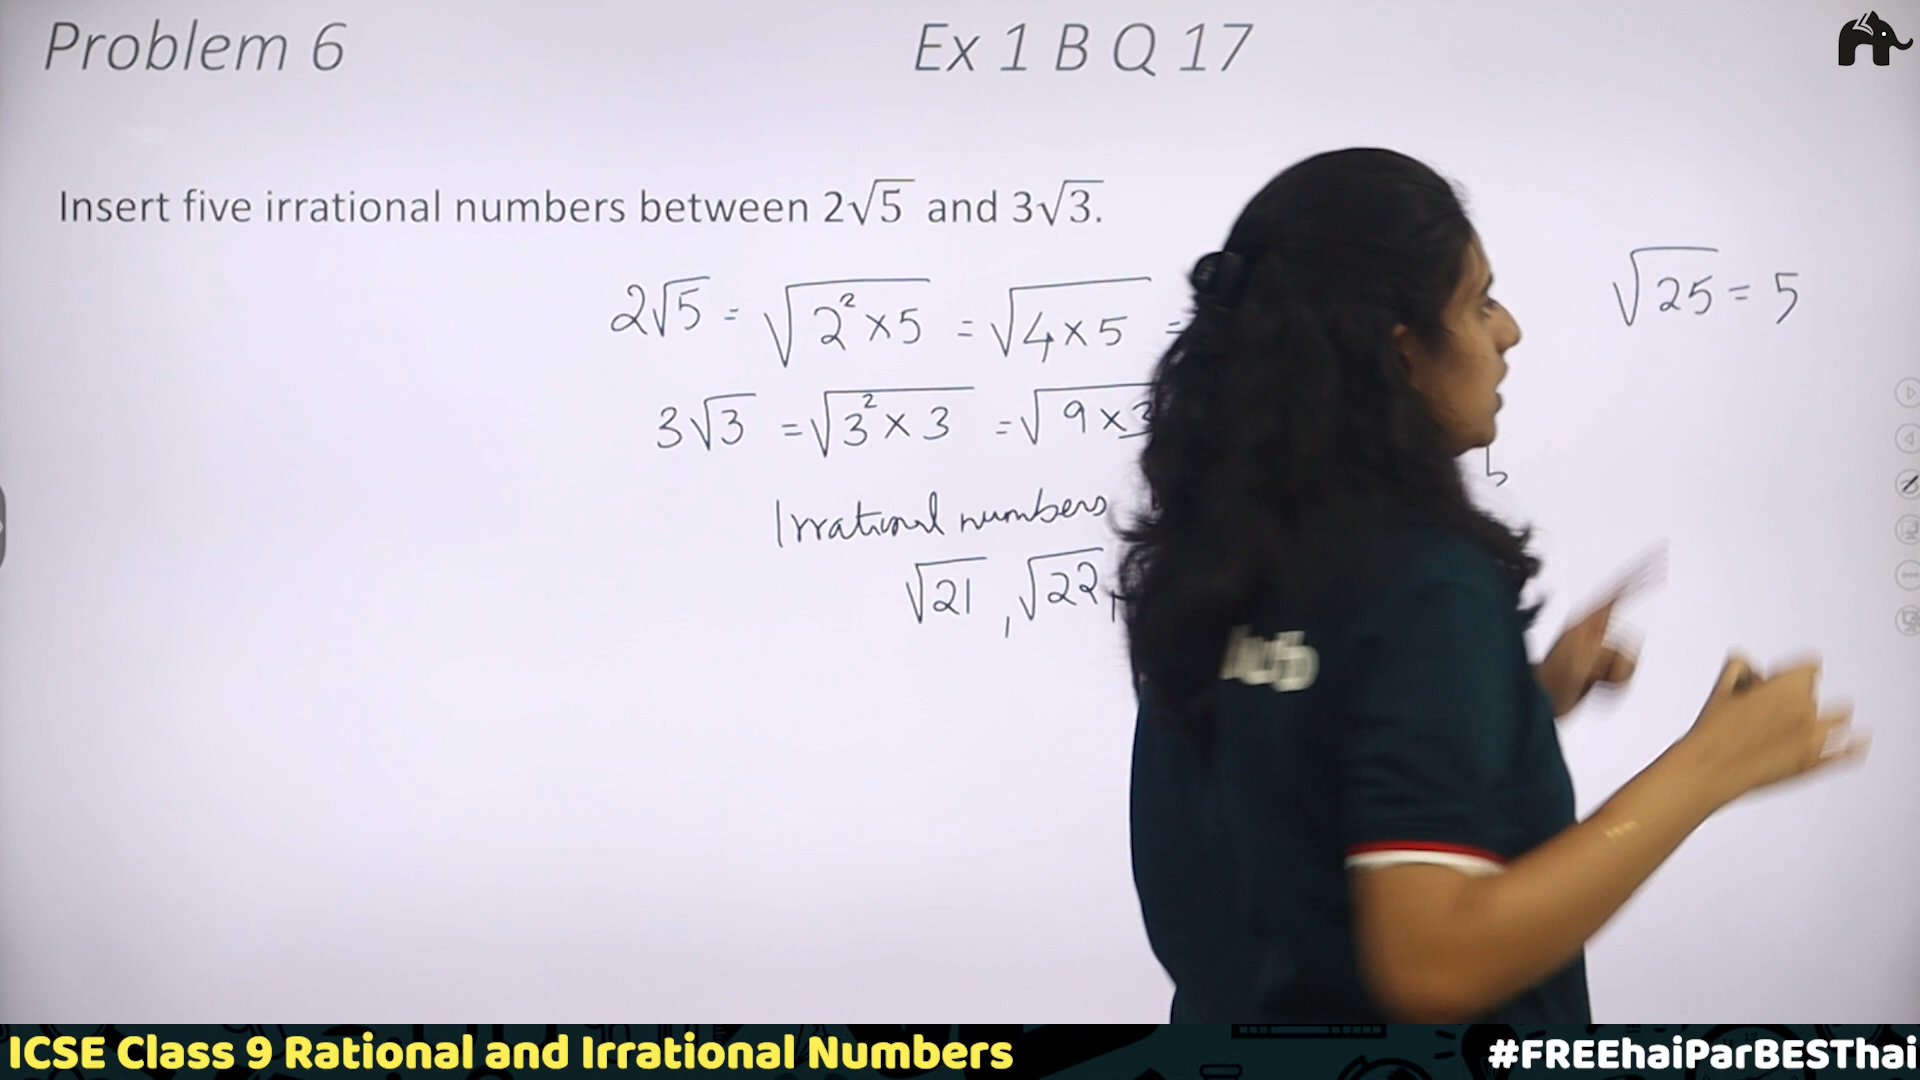 Problem 6
Ex 1 B Q 17
Insert five irrational numbers between 2√5 and 3√3.
2√5 = √2²×5 = √4×5 =
√25 = 5
3√3 = √3²×3 = √9×3
Irrational numbers
√21, √22,
ICSE Class 9 Rational and Irrational Numbers
#FREEhaiParBESThai